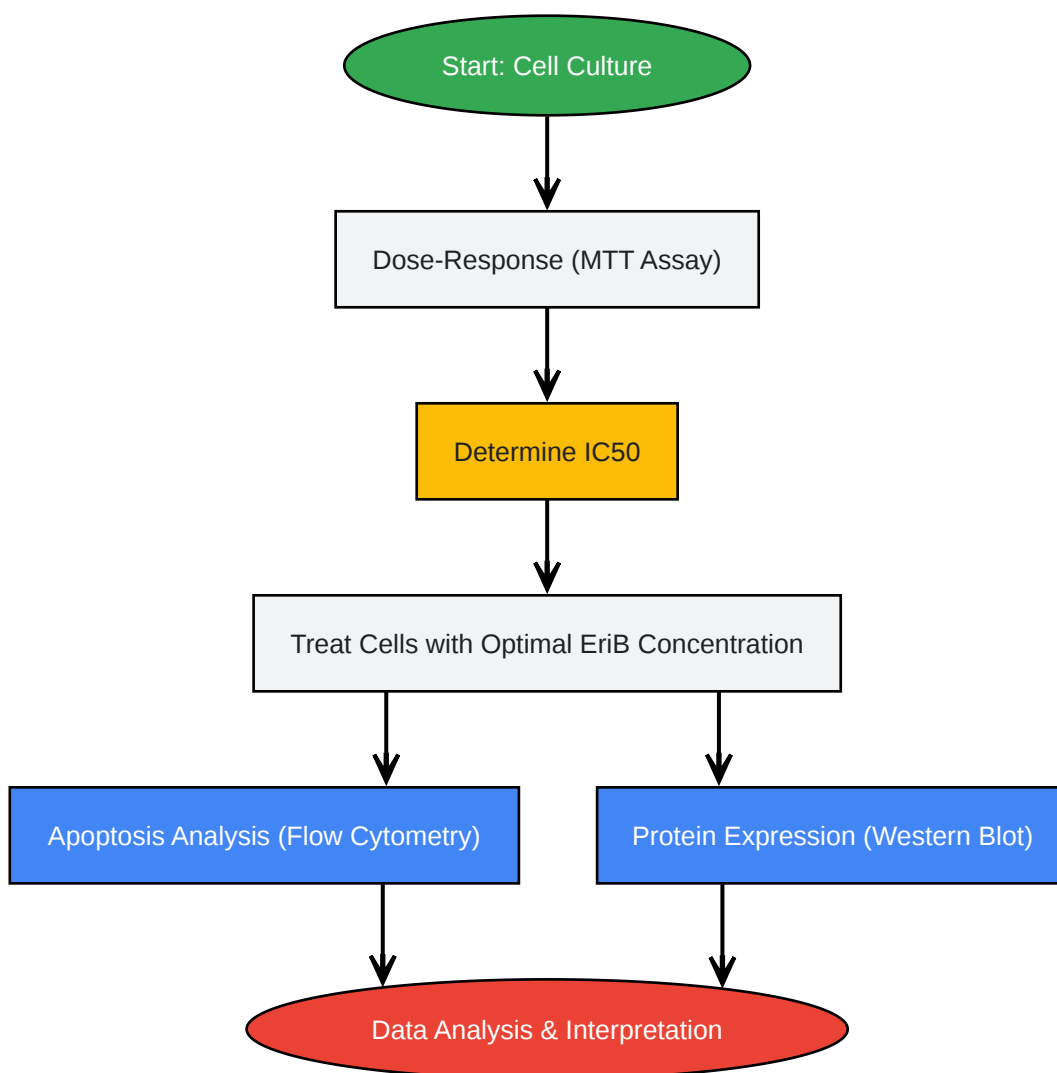 Start: Cell Culture
Dose-Response (MTT Assay)
Determine IC50
Treat Cells with Optimal EriB Concentration
Apoptosis Analysis (Flow Cytometry)
Protein Expression (Western Blot)
Data Analysis & Interpretation